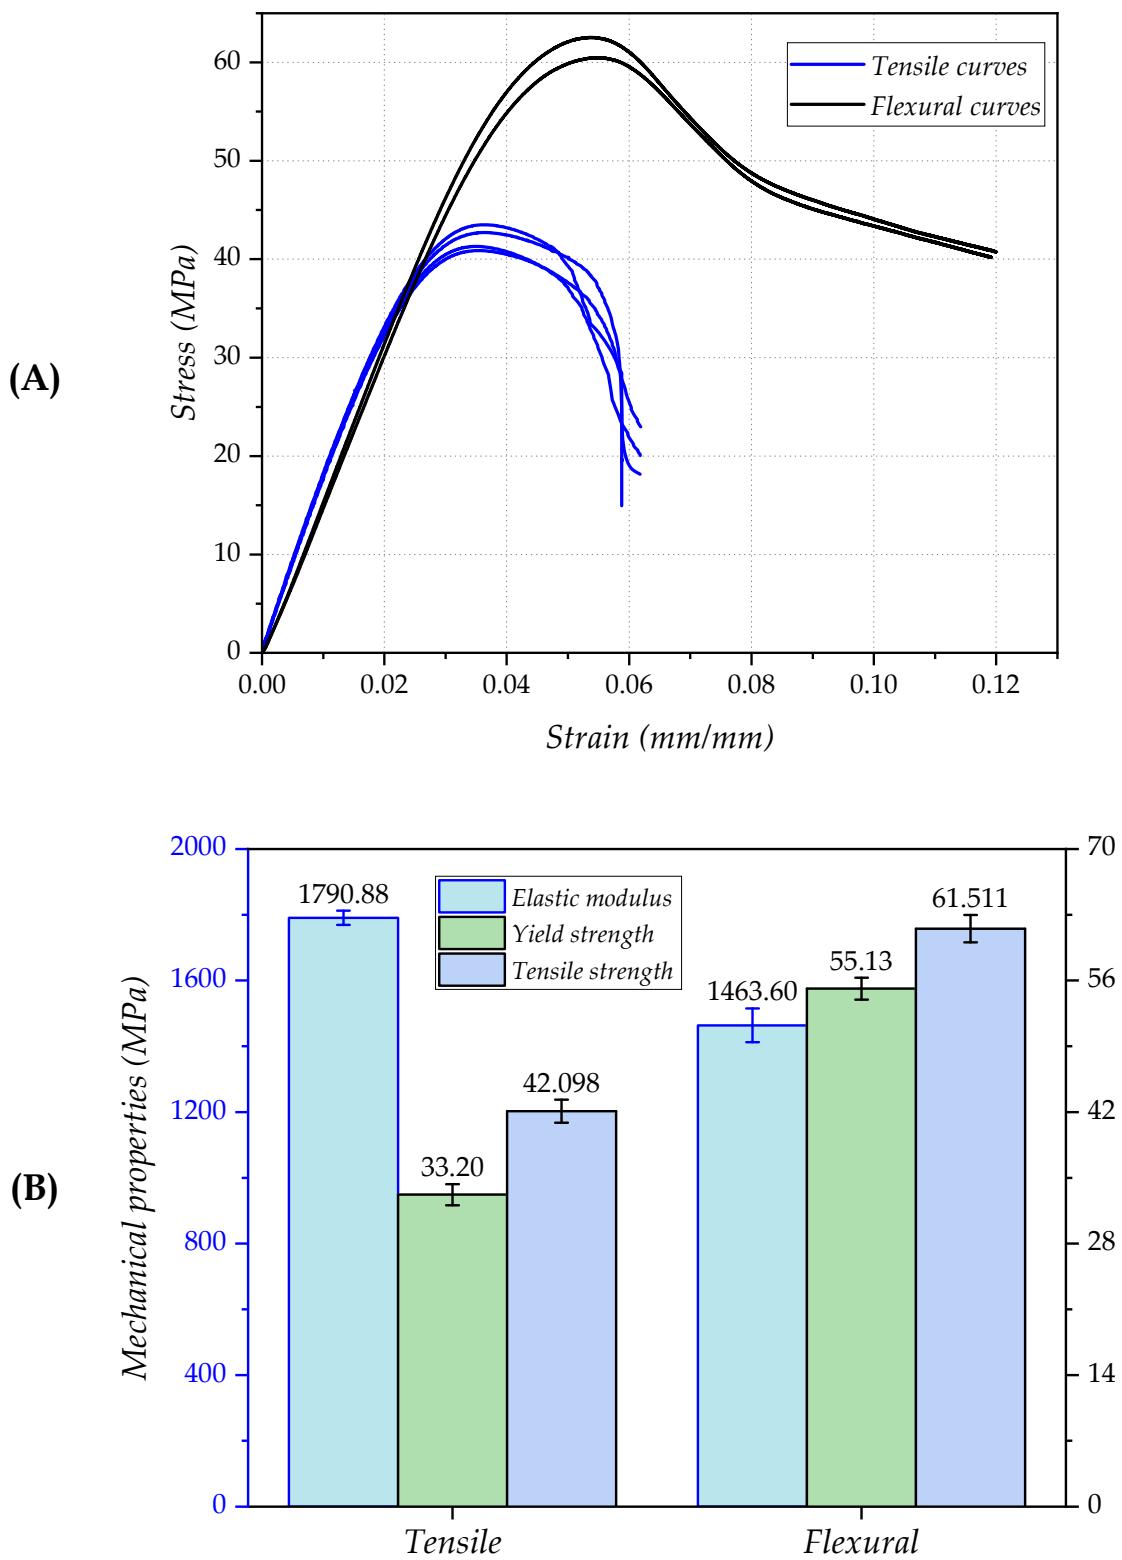 (A)
Stress (MPa)
60
50
40
30
20
10
0
0.00 0.02 0.04 0.06 0.08 0.10 0.12
Strain (mm/mm)
Tensile curves
Flexural curves
(B)
Mechanical properties (MPa)
2000
1600
1200
800
400
0
70
56
42
28
14
0
Elastic modulus
Yield strength
Tensile strength
1790.88
33.20
42.098
1463.60
55.13
61.511
Tensile Flexural